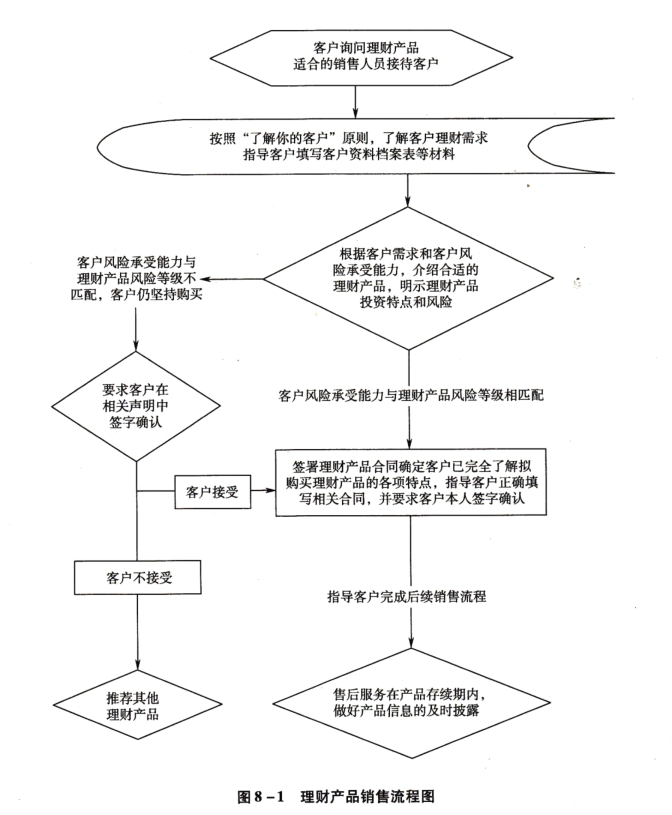 客户询问理财产品
适合的销售人员接待客户
按照“了解你的客户”原则，了解客户理财需求
指导客户填写客户资料档案表等材料
根据客户需求和客户风
险承受能力，介绍合适的
理财产品，明示理财产品
投资特点和风险
客户风险承受能力与
理财产品风险等级不
匹配，客户仍坚持购买
要求客户在
相关声明中
签字确认
客户风险承受能力与理财产品风险等级相匹配
签署理财产品合同确定客户已完全了解拟
购买理财产品的各项特点，指导客户正确填
写相关合同，并要求客户本人签字确认
客户接受
客户不接受
指导客户完成后续销售流程
推荐其他
理财产品
售后服务在产品存续期内，
做好产品信息的及时披露
图 8-1 理财产品销售流程图